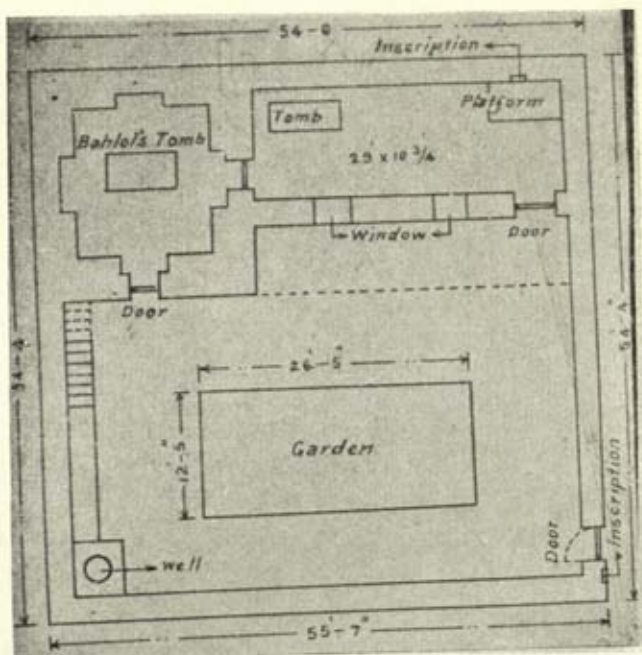 54-0
Inscription
Tomb
Platform
Bahlol's Tomb
29' x 10 3/4
Window
Door
Door
54-4
54'-4"
26'-5"
12'-5"
Garden
Inscription
Door
Well
55'-7"